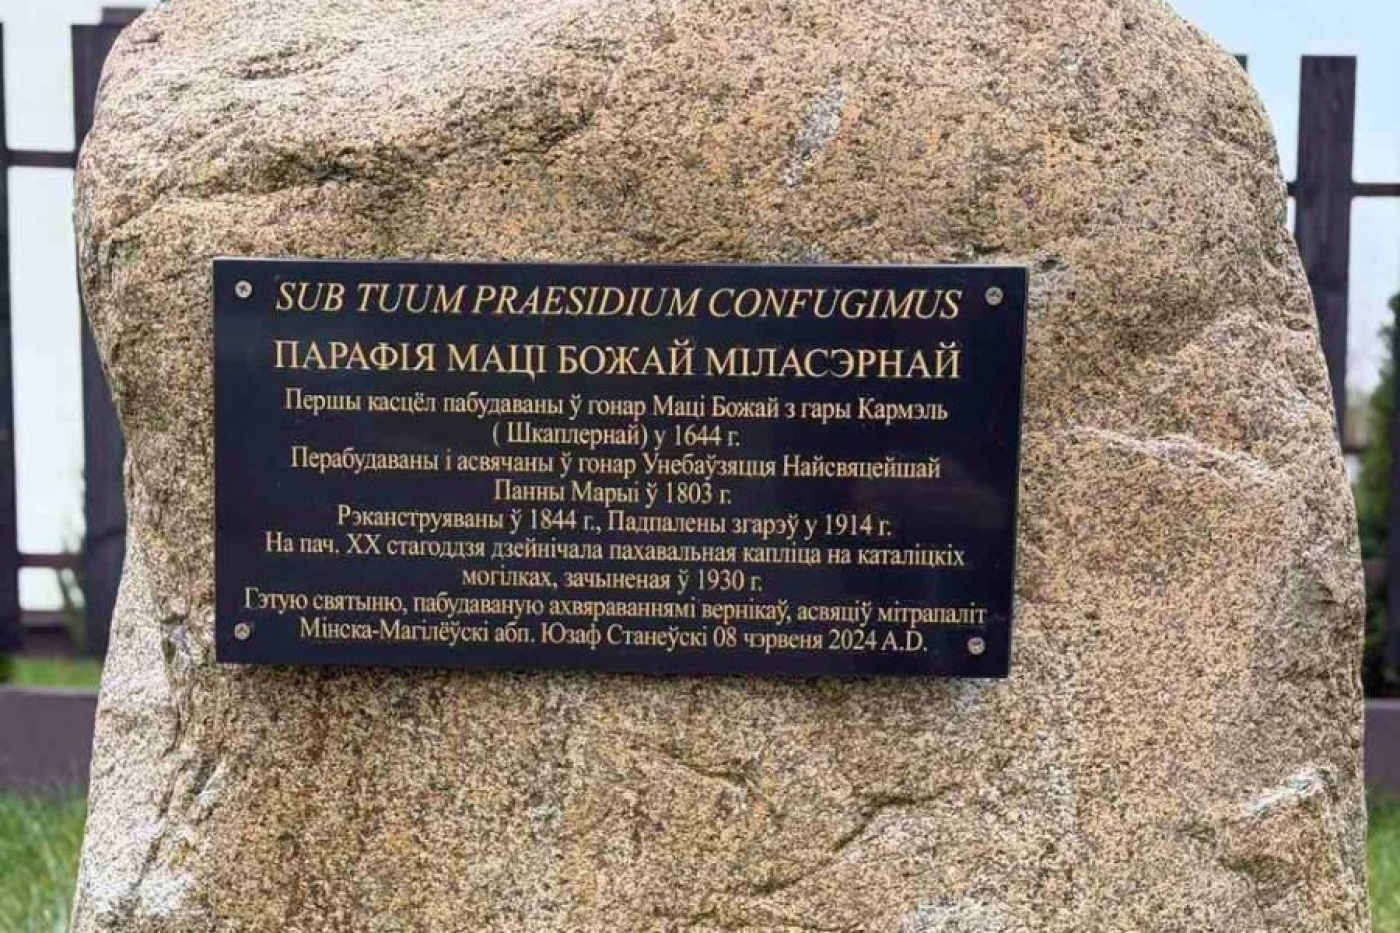 SUB TUUM PRAESIDIUM CONFUGIMUS
ПАРАФІЯ МАЦІ БОЖАЙ МІЛАСЭРНАЙ
Першы касцёл пабудаваны ў гонар Маці Божай з гары Кармэль
( Шкаплернай) у 1644 г.
Перабудаваны і асвячаны ў гонар Унебаўзяцця Найсвяцейшай
Панны Марыі ў 1803 г.
Рэканструяваны ў 1844 г., Падпалены згарэў у 1914 г.
На пач. XX стагоддзя дзейнічала пахавальная капліца на каталіцкіх
могілках, зачыненая ў 1930 г.
Гэтую святыню, пабудаваную ахвяраваннямі вернікаў, асвяціў мітрапаліт
Мінска-Магілёўскі абп. Юзаф Станеўскі 08 чэрвеня 2024 A.D.